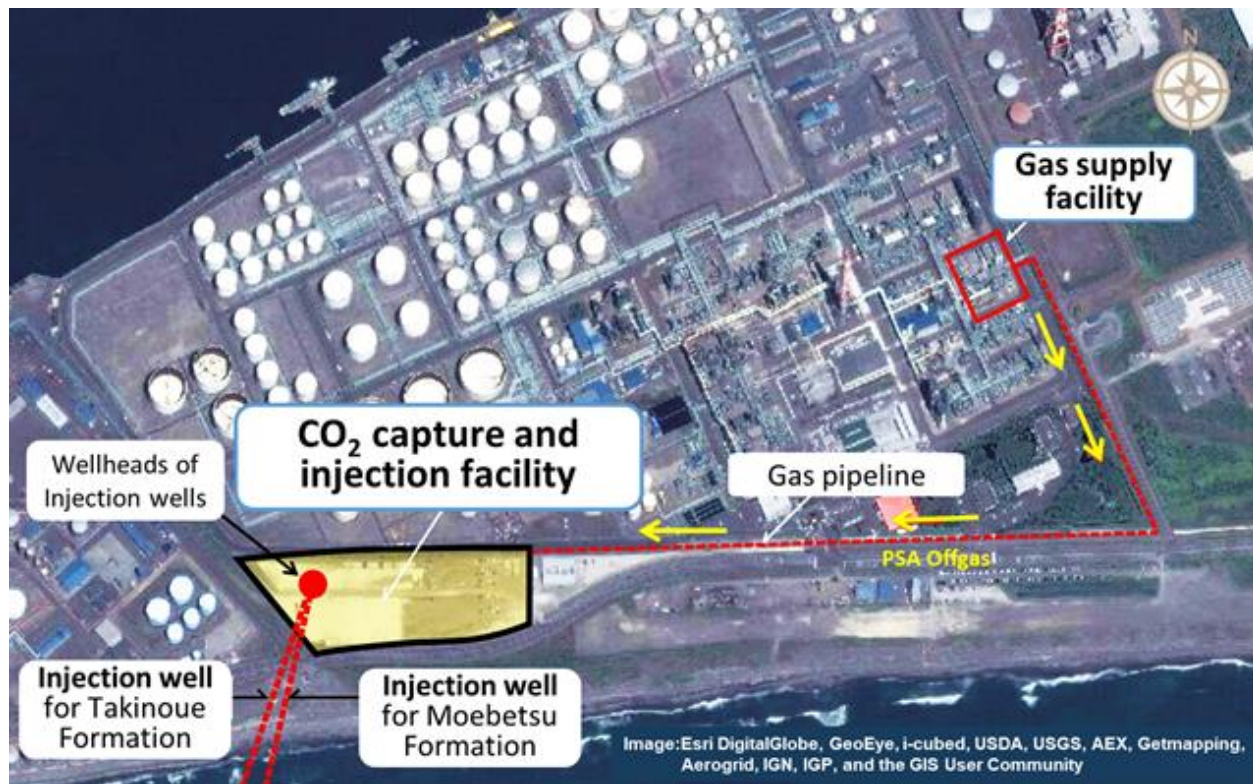 N
Gas supply
facility
CO₂ capture and
injection facility
Wellheads of
Injection wells
Gas pipeline
PSA Offgas
Injection well
for Takinoue
Formation
Injection well
for Moebetsu
Formation
Image:Esri DigitalGlobe, GeoEye, i-cubed, USDA, USGS, AEX, Getmapping,
Aerogrid, IGN, IGP, and the GIS User Community